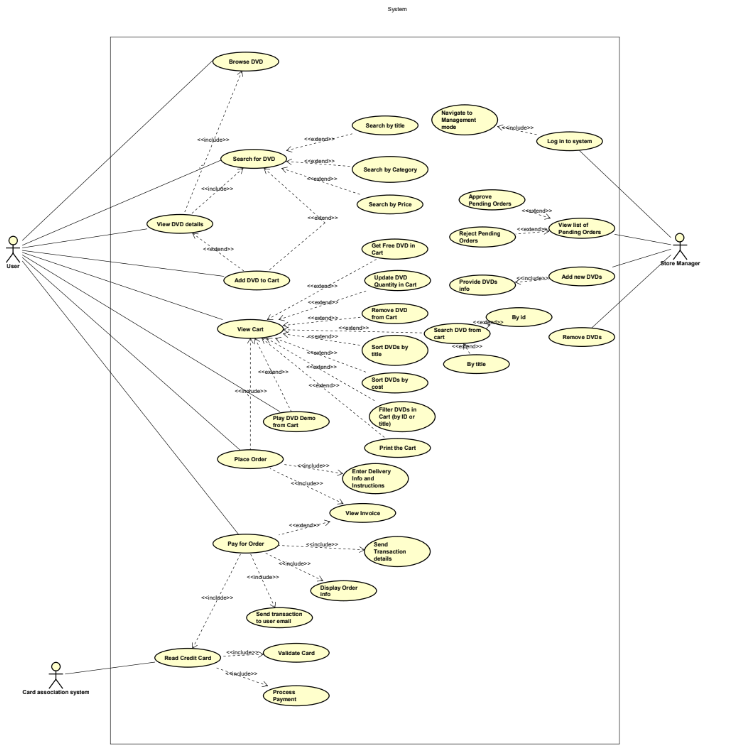 System
Browse DVD
Navigate to
Management
mode
Search by title
<<extend>>
<<include>>
Log in to system
<<include>>
Search for DVD
<<extend>>
Search by Category
<<extend>>
<<include>>
Approve
Pending Orders
Search by Price
<<extend>>
View DVD details
<<extend>>
View list of
Pending Orders
Reject Pending
Orders
<<extend>>
User
Store Manager
<<extend>>
Get Free DVD in
Cart
Add DVD to Cart
Update DVD
Quantity in Cart
Provide DVDs
info
<<include>>
Add new DVDs
<<extend>>
<<extend>>
Remove DVD
from Cart
<<extend>>
By id
<<extend>>
View Cart
<<extend>>
Search DVD from
cart
Remove DVDs
<<extend>>
Sort DVDs by
title
<<extend>>
<<extend>>
By title
<<extend>>
<<extend>>
Sort DVDs by
cost
<<include>>
Filter DVDs in
Cart (by ID or
title)
Play DVD Demo
from Cart
Print the Cart
Place Order
<<include>>
Enter Delivery
Info and
Instructions
<<include>>
View Invoice
<<extend>>
Pay for Order
<<include>>
Send
Transaction
details
<<include>>
<<include>>
Display Order
info
<<include>>
Send transaction
to user email
Read Credit Card
<<include>>
Validate Card
<<include>>
Process
Payment
Card association system